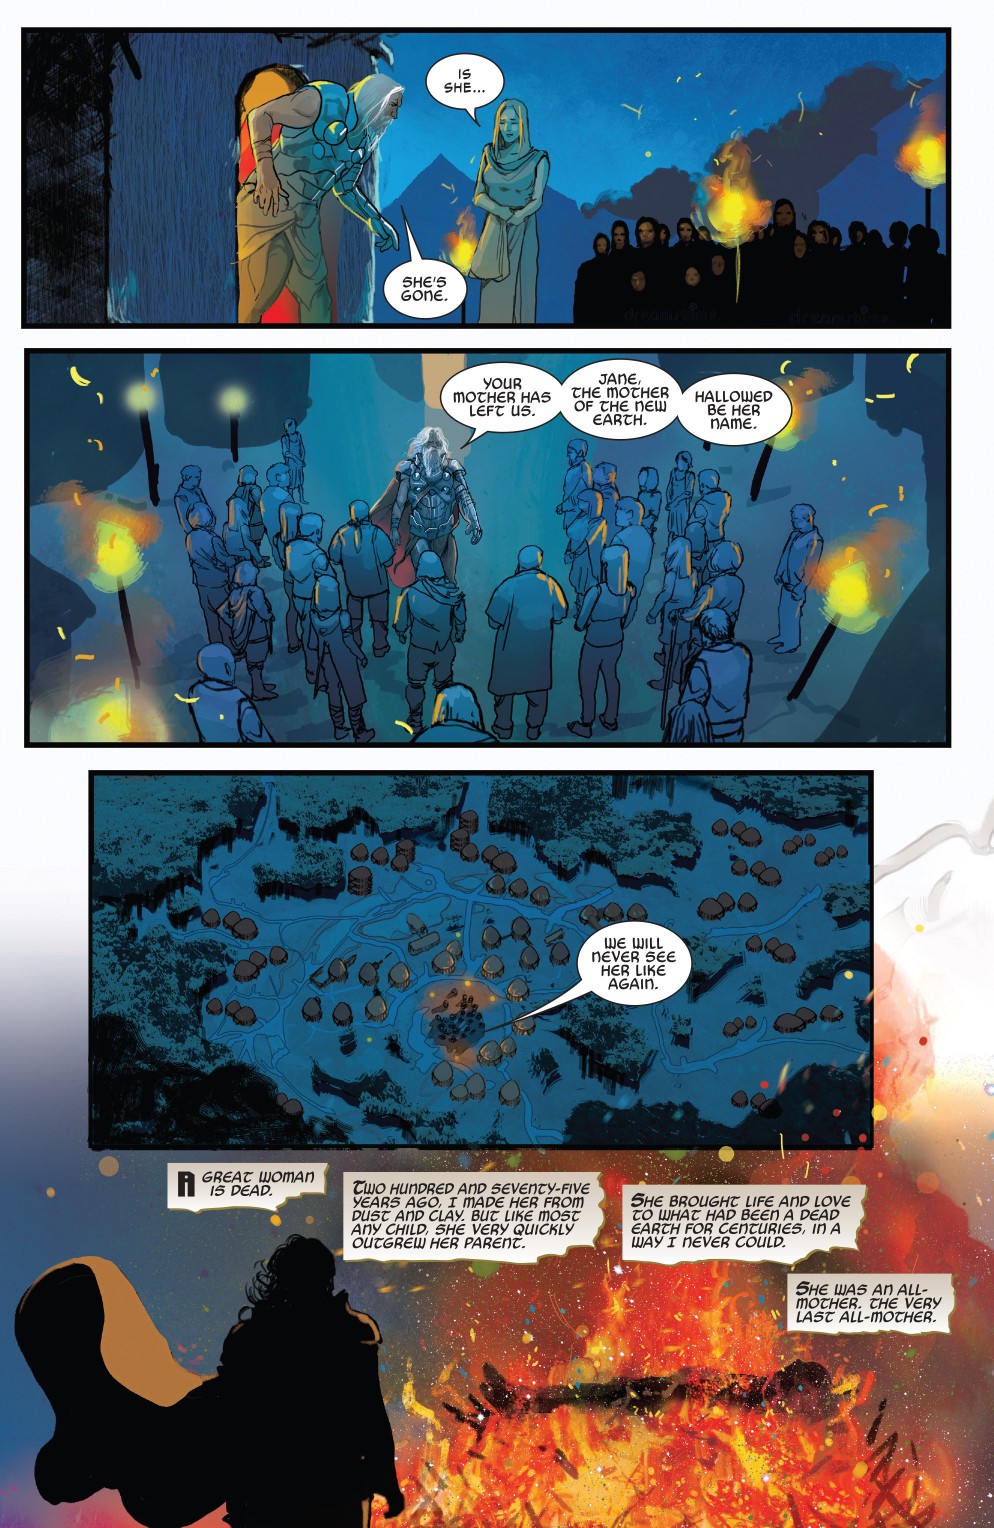 IS
SHE...
SHE'S
GONE.
YOUR
MOTHER HAS
LEFT US.
JANE,
THE MOTHER
OF THE NEW
EARTH.
HALLOWED
BE HER
NAME.
WE WILL
NEVER SEE
HER LIKE
AGAIN.
A GREAT WOMAN
IS DEAD.
TWO HUNDRED AND SEVENTY-FIVE
YEARS AGO, I MADE HER FROM
DUST AND CLAY. BUT LIKE MOST
ANY CHILD, SHE VERY QUICKLY
OUTGREW HER PARENT.
SHE BROUGHT LIFE AND LOVE
TO WHAT HAD BEEN A DEAD
EARTH FOR CENTURIES, IN A
WAY I NEVER COULD.
SHE WAS AN ALL-
MOTHER. THE VERY
LAST ALL-MOTHER.